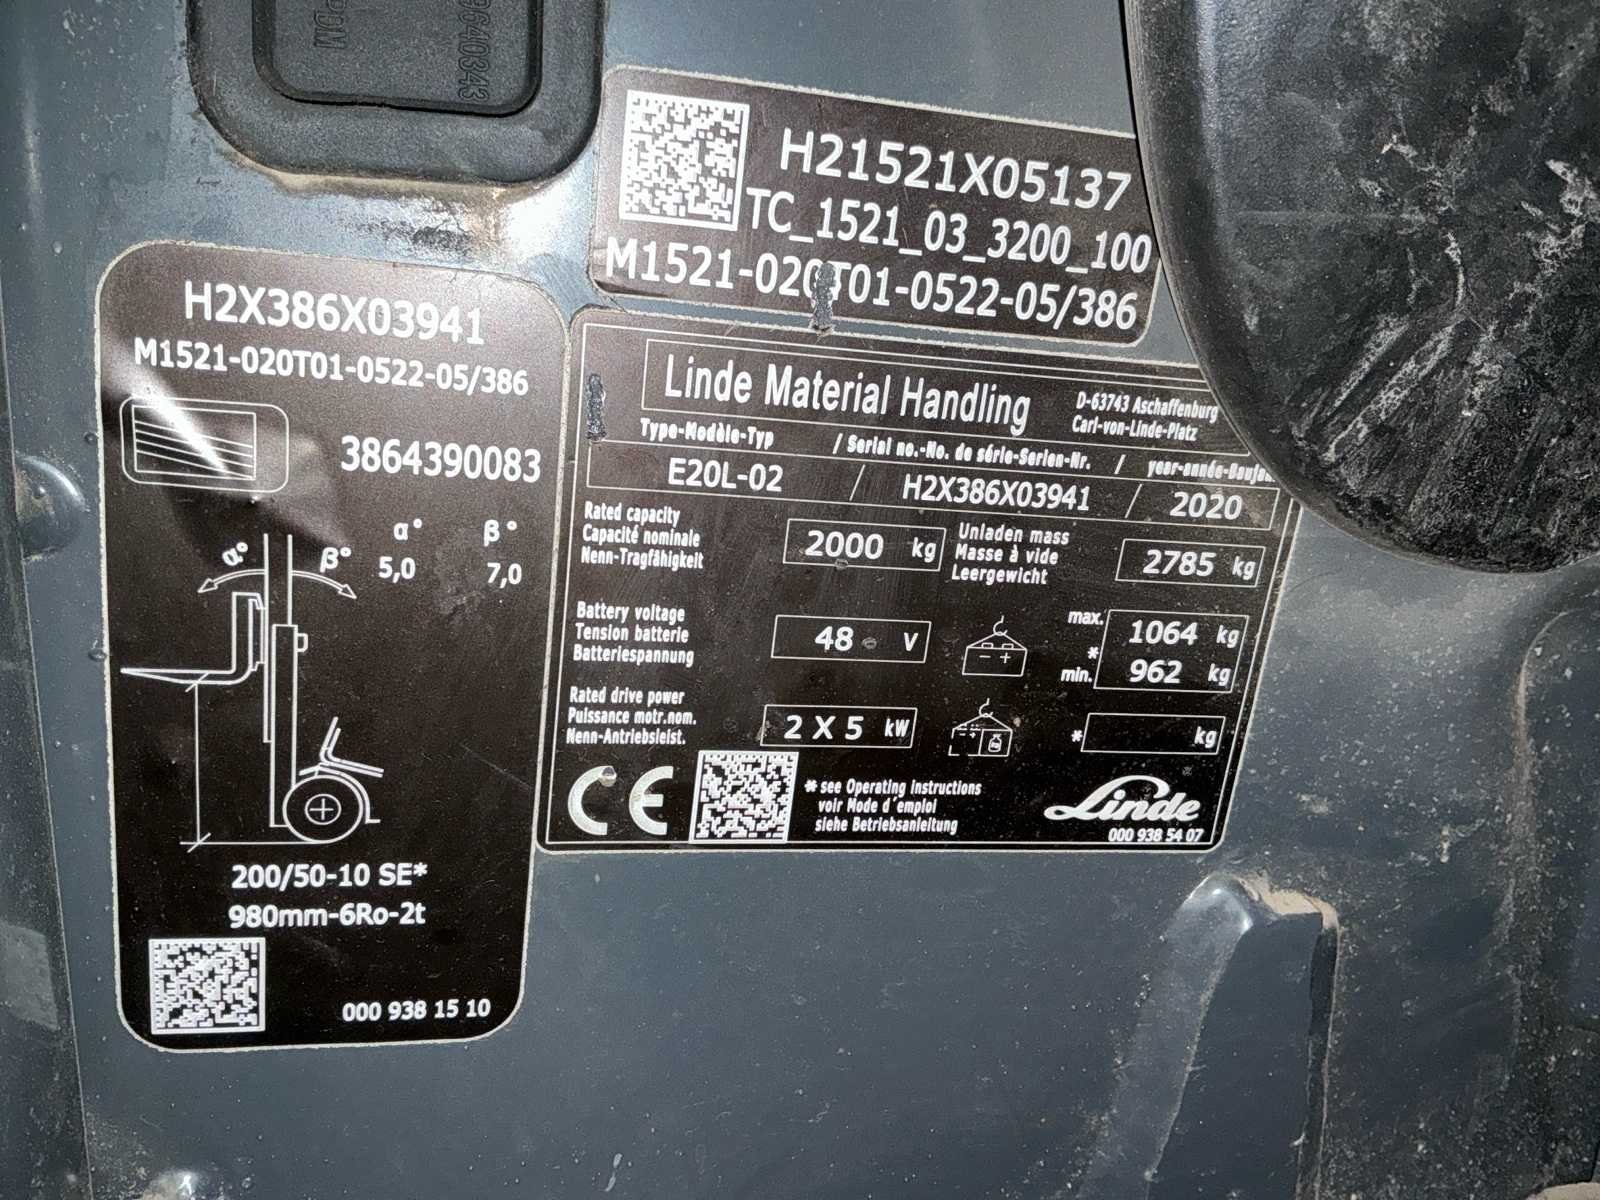 9640343
H21521X05137
TC_1521_03_3200_100
M1521-020T01-0522-05/386
H2X386X03941
M1521-020T01-0522-05/386
3864390083
α° β°
α° β° 5,0 7,0
200/50-10 SE*
980mm-6Ro-2t
000 938 15 10
Linde Material Handling
D-63743 Aschaffenburg
Carl-von-Linde-Platz
Type-Modèle-Typ / Serial no.-No. de série-Serien-Nr. / year-année-Baujahr
E20L-02 / H2X386X03941 / 2020
Rated capacity
Capacité nominale
Nenn-Tragfähigkeit
2000 kg
Unladen mass
Masse à vide
Leergewicht
2785 kg
Battery voltage
Tension batterie
Batteriespannung
48 V
- +
max. 1064 kg
*
min. 962 kg
Rated drive power
Puissance motr.nom.
Nenn-Antriebsleist.
2 X 5 kW
- +
* kg
CE
* see Operating Instructions
voir Mode d'emploi
siehe Betriebsanleitung
Linde
000 938 54 07